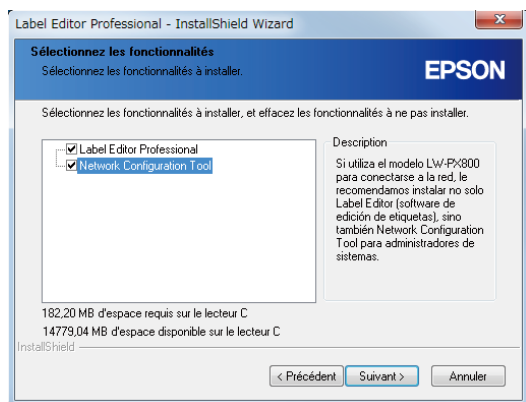 Label Editor Professional - InstallShield Wizard
Sélectionnez les fonctionnalités
Sélectionnez les fonctionnalités à installer.
EPSON
Sélectionnez les fonctionnalités à installer, et effacez les fonctionnalités à ne pas installer.
Label Editor Professional
Network Configuration Tool
Description
Si utiliza el modelo LW-PX800
para conectarse a la red, le
recomendamos instalar no solo
Label Editor (software de
edición de etiquetas), sino
también Network Configuration
Tool para administradores de
sistemas.
182,20 MB d'espace requis sur le lecteur C
14779,04 MB d'espace disponible sur le lecteur C
InstallShield
< Précédent
Suivant >
Annuler